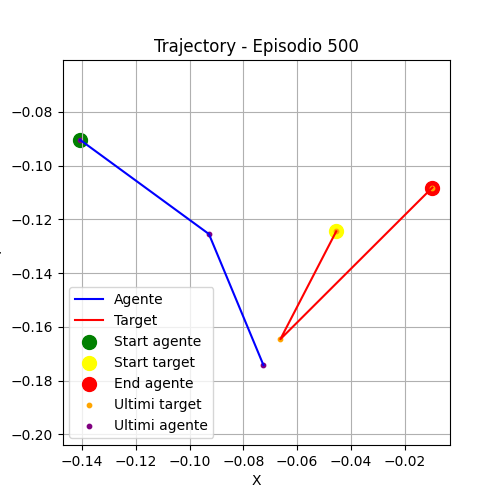 Trajectory - Episodio 500
−0.08
−0.10
−0.12
−0.14
−0.16
−0.18
−0.20
Agente
Target
Start agente
Start target
End agente
Ultimi target
Ultimi agente
−0.14 −0.12 −0.10 −0.08 −0.06 −0.04 −0.02
X